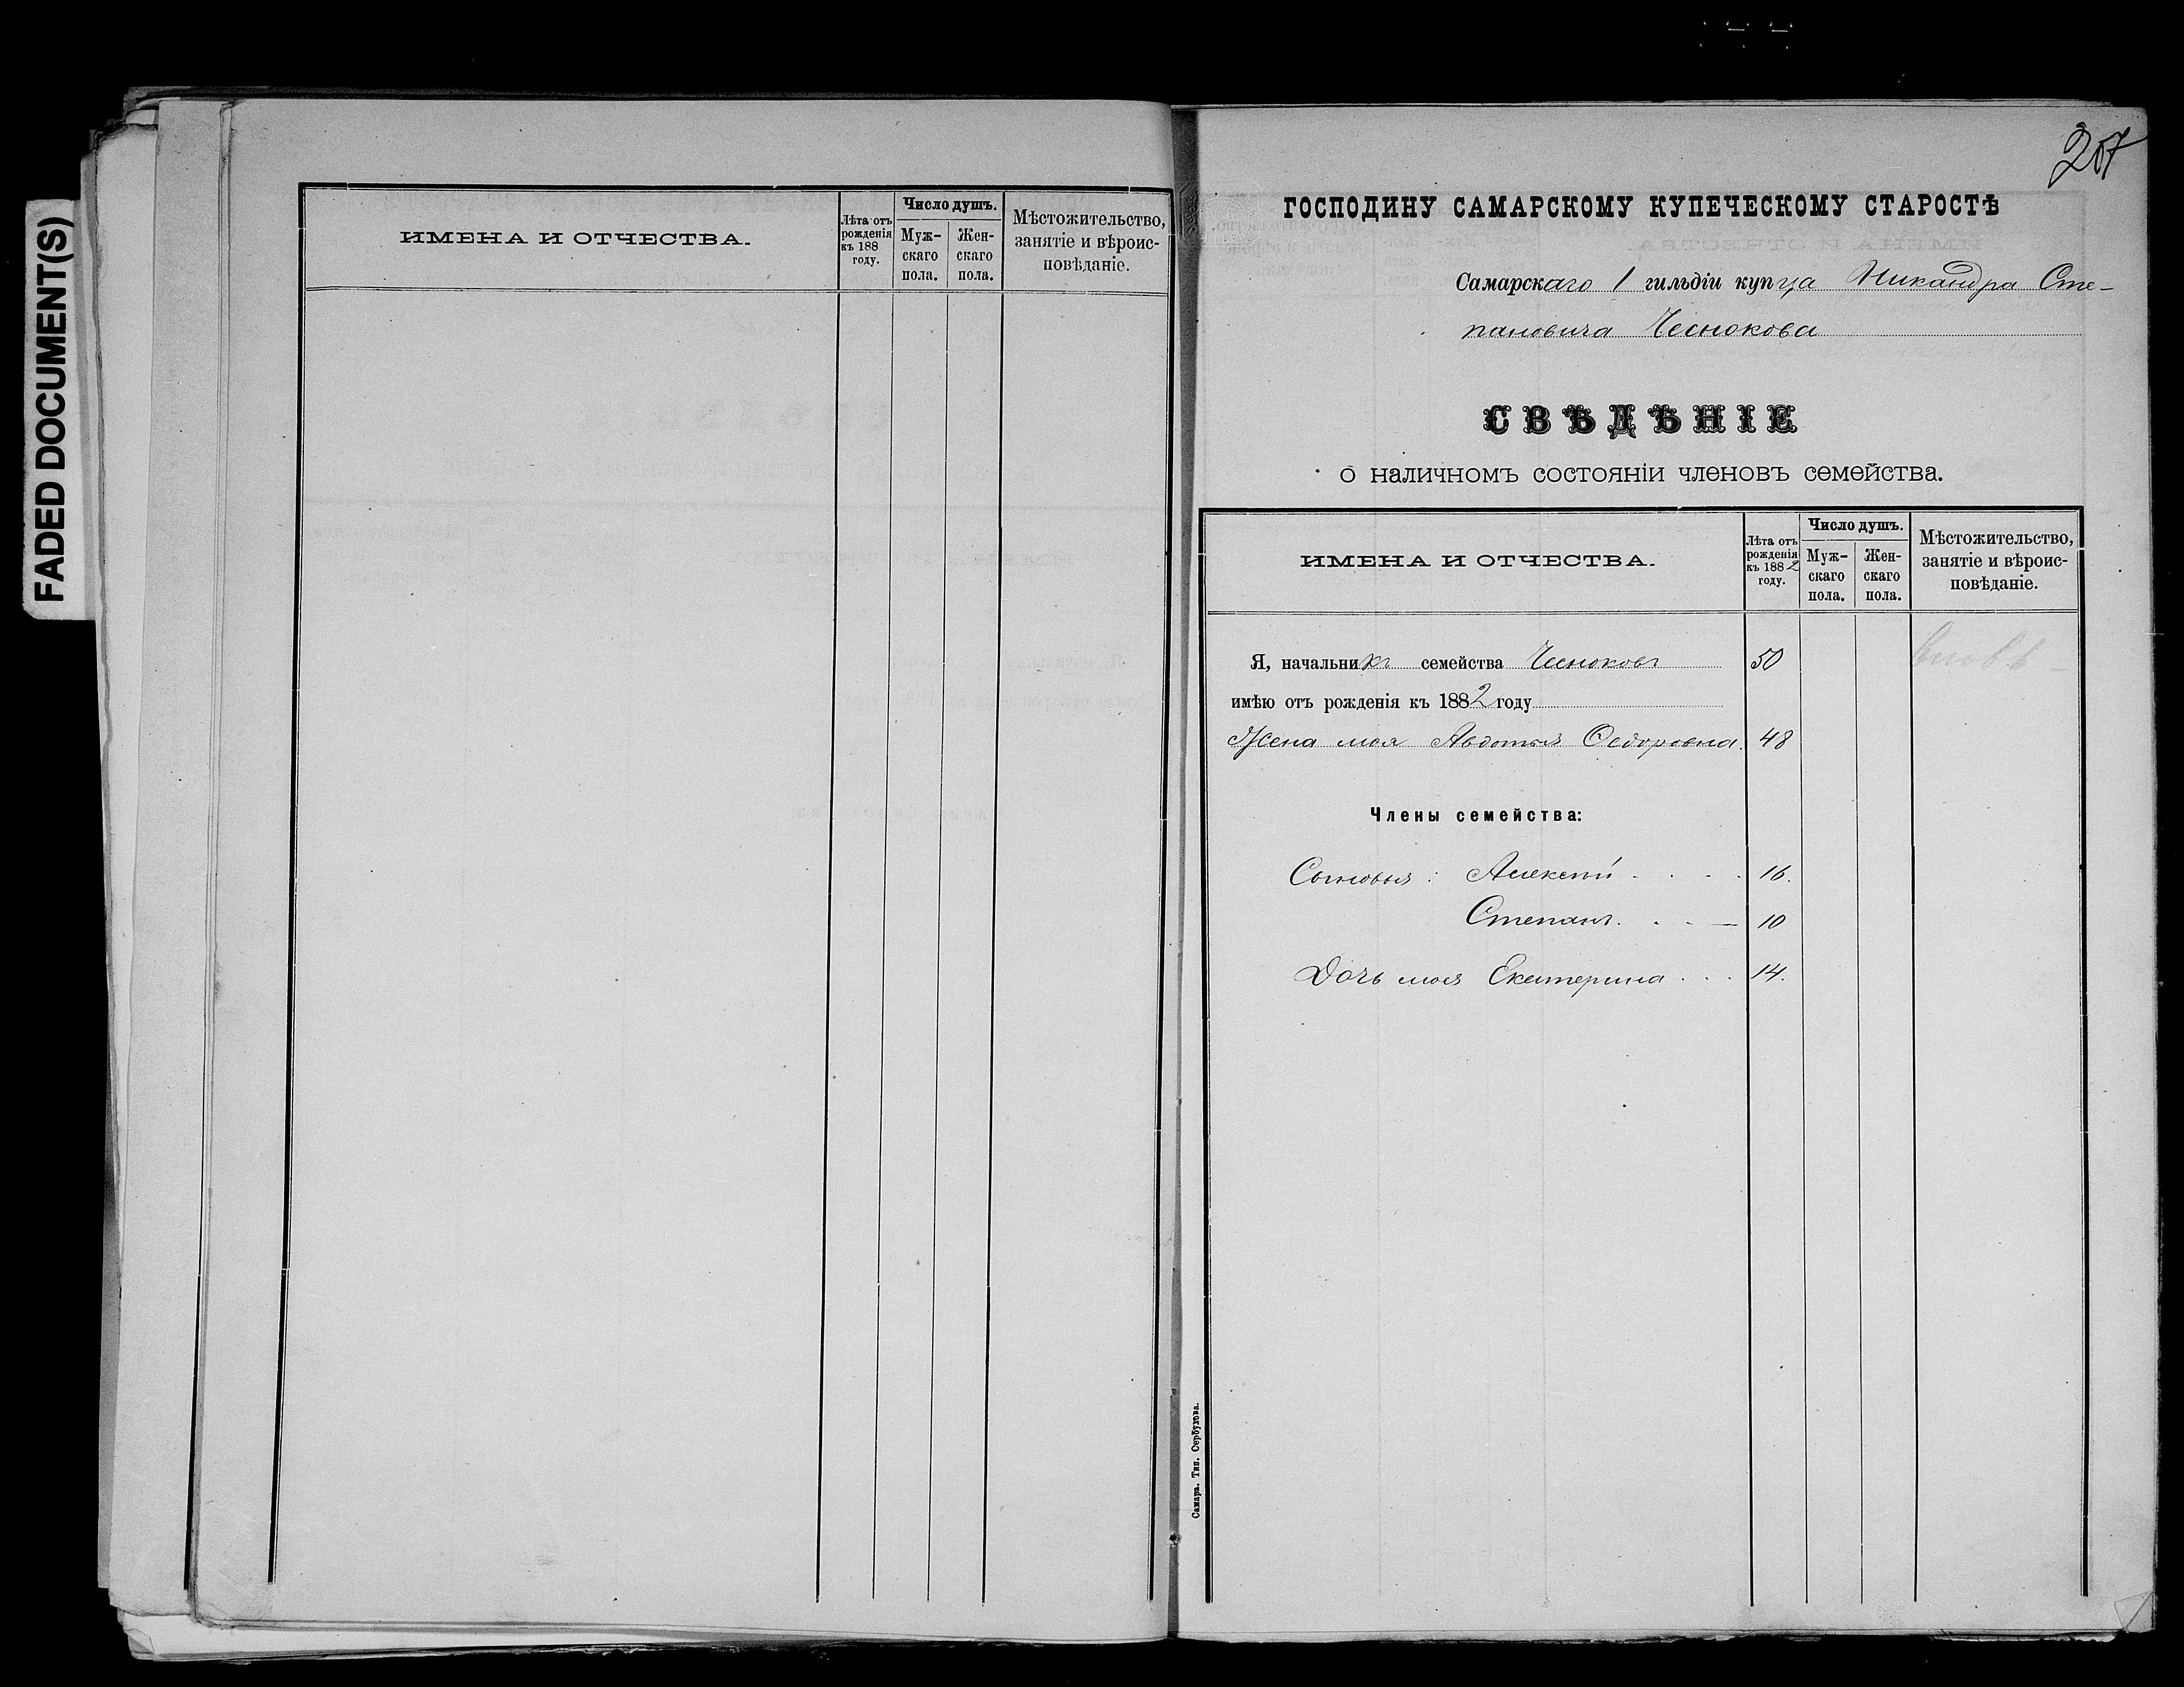 FADED DOCUMENT(S)
ИМЕНА И ОТЧЕСТВА.
Лѣта отъ
рожденія
къ 188
году.
Число душъ.
Муж-
скаго
пола.
Жен-
скаго
пола.
Мѣстожительство,
занятіе и вѣроис-
повѣданіе.
207
ГОСПОДИНУ САМАРСКОМУ КУПЕЧЕСКОМУ СТАРОСТѢ
Самарскаго 1 гильдіи купца Никандра Сте-
пановича Чеснокова
СВѢДѢНІЕ
о наличномъ состояніи членовъ семейства.
ИМЕНА И ОТЧЕСТВА.
Лѣта отъ
рожденія
къ 1882
году.
Число душъ.
Муж-
скаго
пола.
Жен-
скаго
пола.
Мѣстожительство,
занятіе и вѣроис-
повѣданіе.
Я, начальникъ семейства Чесноковъ 50 вновь
имѣю отъ рожденія къ 1882 году
Жена моя Авдотья Ѳедоровна. 48
Члены семейства:
Сыновья: Алексѣй . . . . 16.
Степанъ. . . — 10
Дочь моя Екатерина . . . 14.
Самара. Тип. Сербулова.